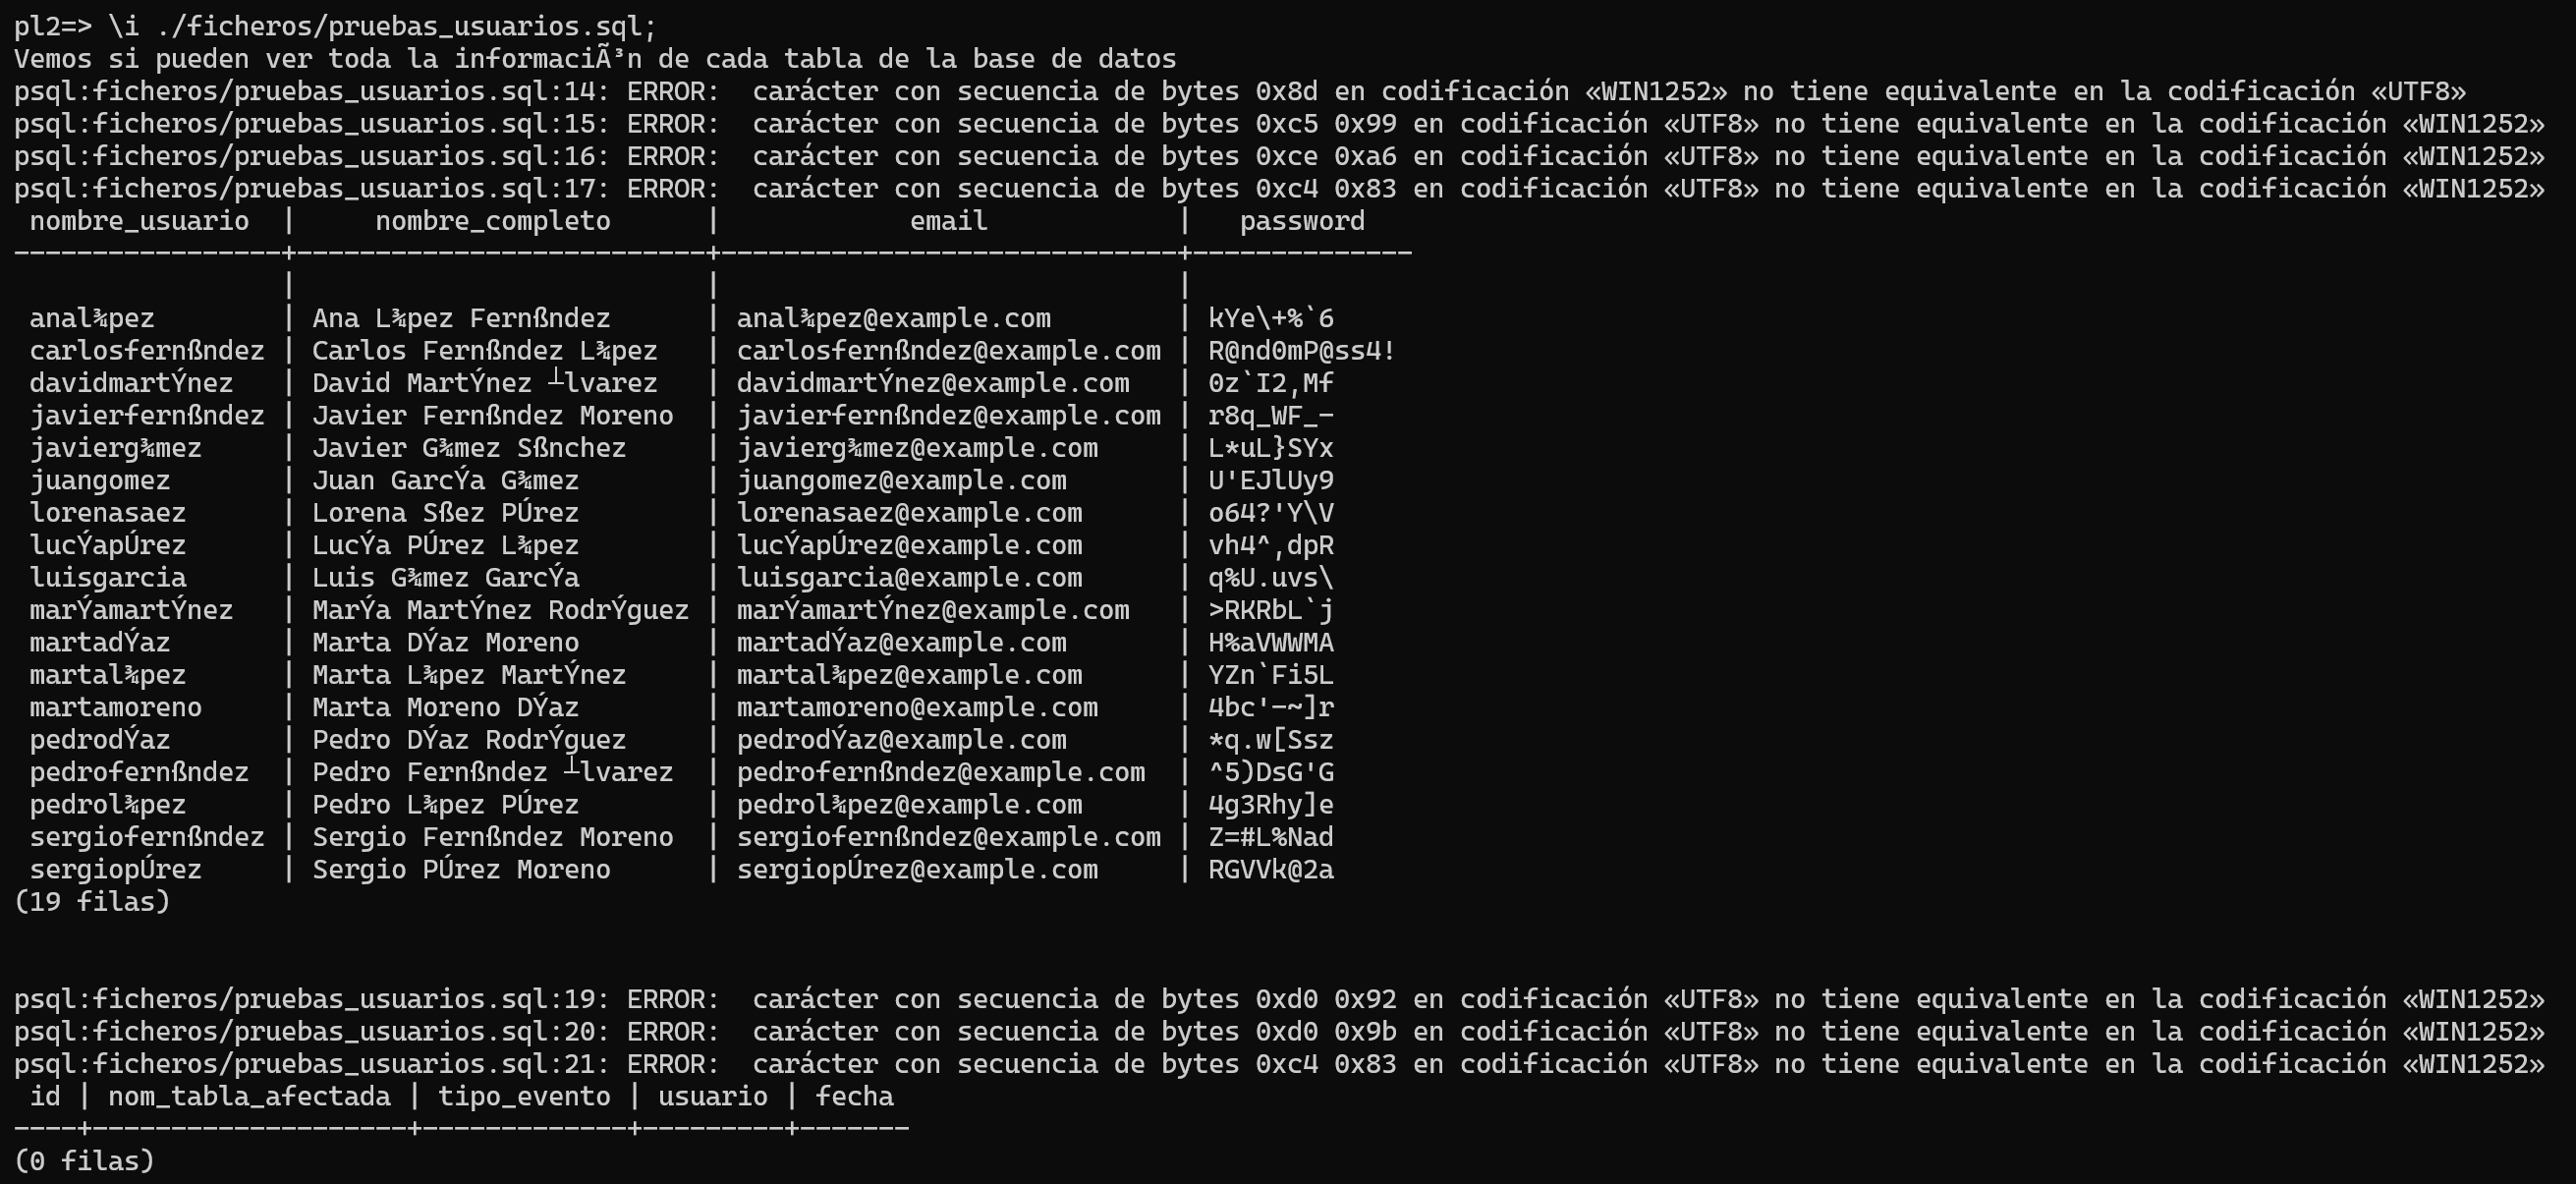 pl2=> \i ./ficheros/pruebas_usuarios.sql;
Vemos si pueden ver toda la informaciÃ³n de cada tabla de la base de datos
psql:ficheros/pruebas_usuarios.sql:14: ERROR:  carácter con secuencia de bytes 0x8d en codificación «WIN1252» no tiene equivalente en la codificación «UTF8»
psql:ficheros/pruebas_usuarios.sql:15: ERROR:  carácter con secuencia de bytes 0xc5 0x99 en codificación «UTF8» no tiene equivalente en la codificación «WIN1252»
psql:ficheros/pruebas_usuarios.sql:16: ERROR:  carácter con secuencia de bytes 0xce 0xa6 en codificación «UTF8» no tiene equivalente en la codificación «WIN1252»
psql:ficheros/pruebas_usuarios.sql:17: ERROR:  carácter con secuencia de bytes 0xc4 0x83 en codificación «UTF8» no tiene equivalente en la codificación «WIN1252»
 nombre_usuario  |     nombre_completo      |            email            |   password
-----------------+--------------------------+-----------------------------+--------------
                 |                          |                             |
 anal¾pez        | Ana L¾pez Fernßndez      | anal¾pez@example.com        | kYe\+%`6
 carlosfernßndez | Carlos Fernßndez L¾pez   | carlosfernßndez@example.com | R@nd0mP@ss4!
 davidmartÝnez   | David MartÝnez ┴lvarez   | davidmartÝnez@example.com   | 0z`I2,Mf
 javierfernßndez | Javier Fernßndez Moreno  | javierfernßndez@example.com | r8q_WF_-
 javierg¾mez     | Javier G¾mez Sßnchez     | javierg¾mez@example.com     | L*uL}SYx
 juangomez       | Juan GarcÝa G¾mez        | juangomez@example.com       | U'EJlUy9
 lorenasaez      | Lorena Sßez PÚrez        | lorenasaez@example.com      | o64?'Y\V
 lucÝapÚrez      | LucÝa PÚrez L¾pez        | lucÝapÚrez@example.com      | vh4^,dpR
 luisgarcia      | Luis G¾mez GarcÝa        | luisgarcia@example.com      | q%U.uvs\
 marÝamartÝnez   | MarÝa MartÝnez RodrÝguez | marÝamartÝnez@example.com   | >RKRbL`j
 martadÝaz       | Marta DÝaz Moreno        | martadÝaz@example.com       | H%aVWWMA
 martal¾pez      | Marta L¾pez MartÝnez     | martal¾pez@example.com      | YZn`Fi5L
 martamoreno     | Marta Moreno DÝaz        | martamoreno@example.com     | 4bc'-~]r
 pedrodÝaz       | Pedro DÝaz RodrÝguez     | pedrodÝaz@example.com       | *q.w[Ssz
 pedrofernßndez  | Pedro Fernßndez ┴lvarez  | pedrofernßndez@example.com  | ^5)DsG'G
 pedrol¾pez      | Pedro L¾pez PÚrez        | pedrol¾pez@example.com      | 4g3Rhy]e
 sergiofernßndez | Sergio Fernßndez Moreno  | sergiofernßndez@example.com | Z=#L%Nad
 sergiopÚrez     | Sergio PÚrez Moreno      | sergiopÚrez@example.com     | RGVVk@2a
(19 filas)
psql:ficheros/pruebas_usuarios.sql:19: ERROR:  carácter con secuencia de bytes 0xd0 0x92 en codificación «UTF8» no tiene equivalente en la codificación «WIN1252»
psql:ficheros/pruebas_usuarios.sql:20: ERROR:  carácter con secuencia de bytes 0xd0 0x9b en codificación «UTF8» no tiene equivalente en la codificación «WIN1252»
psql:ficheros/pruebas_usuarios.sql:21: ERROR:  carácter con secuencia de bytes 0xc4 0x83 en codificación «UTF8» no tiene equivalente en la codificación «WIN1252»
 id | nom_tabla_afectada | tipo_evento | usuario | fecha
----+--------------------+-------------+---------+-------
(0 filas)